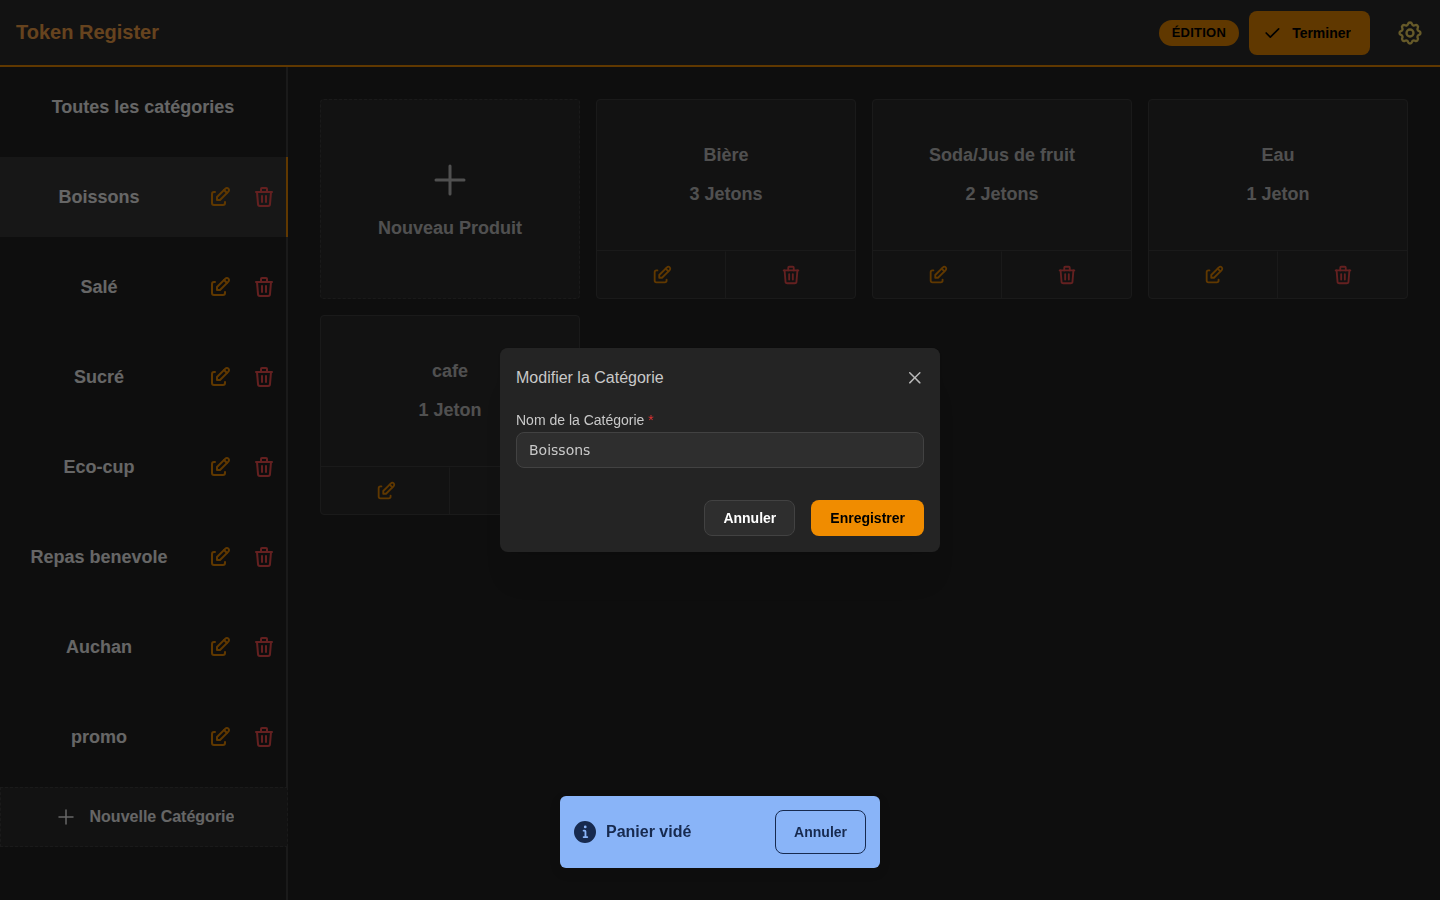 Token Register
ÉDITION
Terminer
Toutes les catégories
Boissons
Salé
Sucré
Eco-cup
Repas benevole
Auchan
promo
Nouvelle Catégorie
Nouveau Produit
Bière
3 Jetons
Soda/Jus de fruit
2 Jetons
Eau
1 Jeton
cafe
1 Jeton
Modifier la Catégorie
Nom de la Catégorie *
Boissons
Annuler
Enregistrer
Panier vidé
Annuler